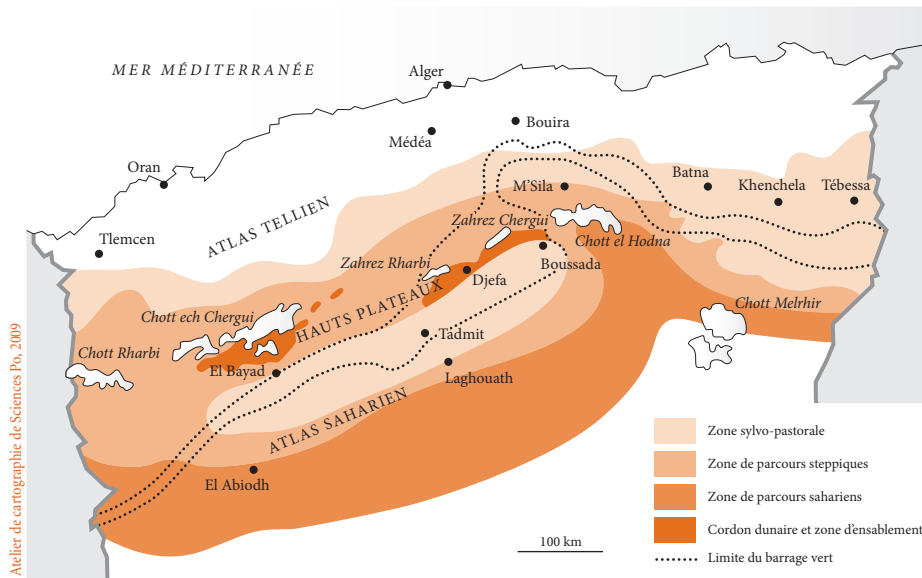 MER MÉDITERRANÉE
Alger
Bouira
Médéa
Oran
Batna
M'Sila
Khenchela
Tébessa
ATLAS TELLIEN
Zahrez Chergui
Tlemcen
Chott el Hodna
Zahrez Rharbi
Boussada
Djefa
HAUTS PLATEAUX
Chott ech Chergui
Chott Melrhir
Tadmit
Chott Rharbi
El Bayad
Laghouath
ATLAS SAHARIEN
El Abiodh
Zone sylvo-pastorale
Zone de parcours steppiques
Zone de parcours sahariens
Cordon dunaire et zone d'ensablement
Limite du barrage vert
100 km
Atelier de cartographie de Sciences Po, 2009